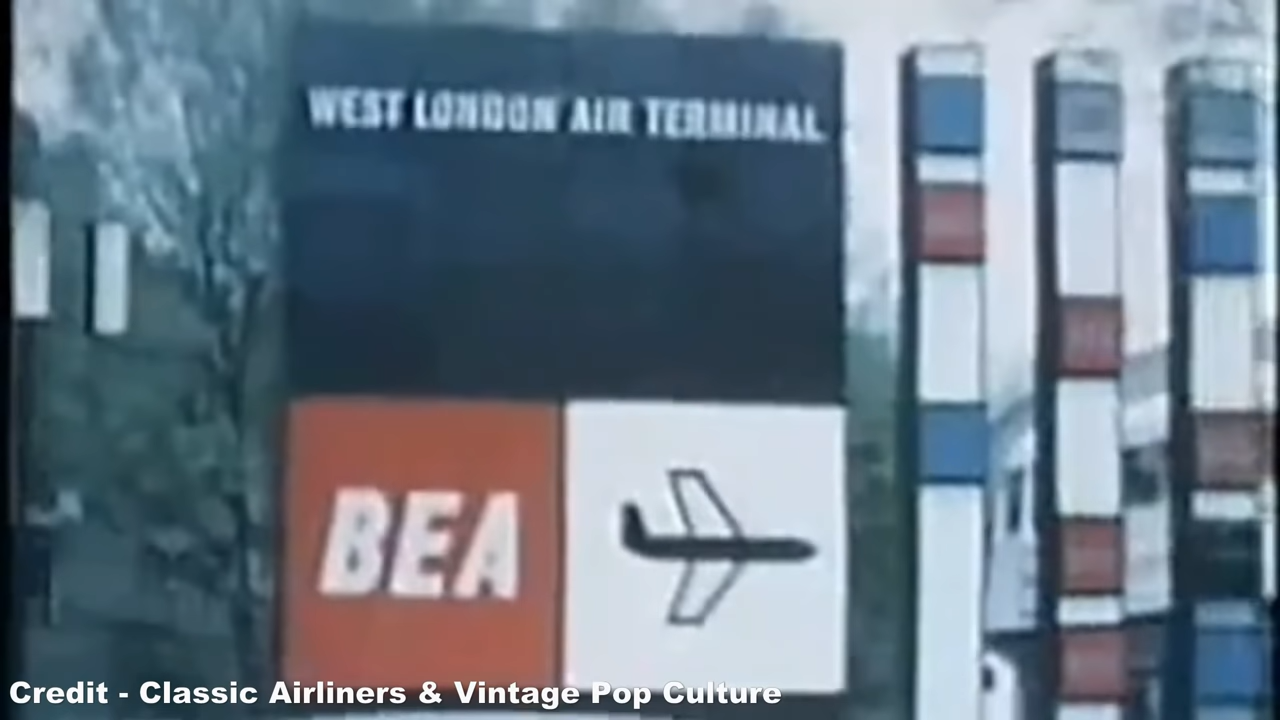 WEST LONDON AIR TERMINAL
BEA
Credit - Classic Airliners & Vintage Pop Culture